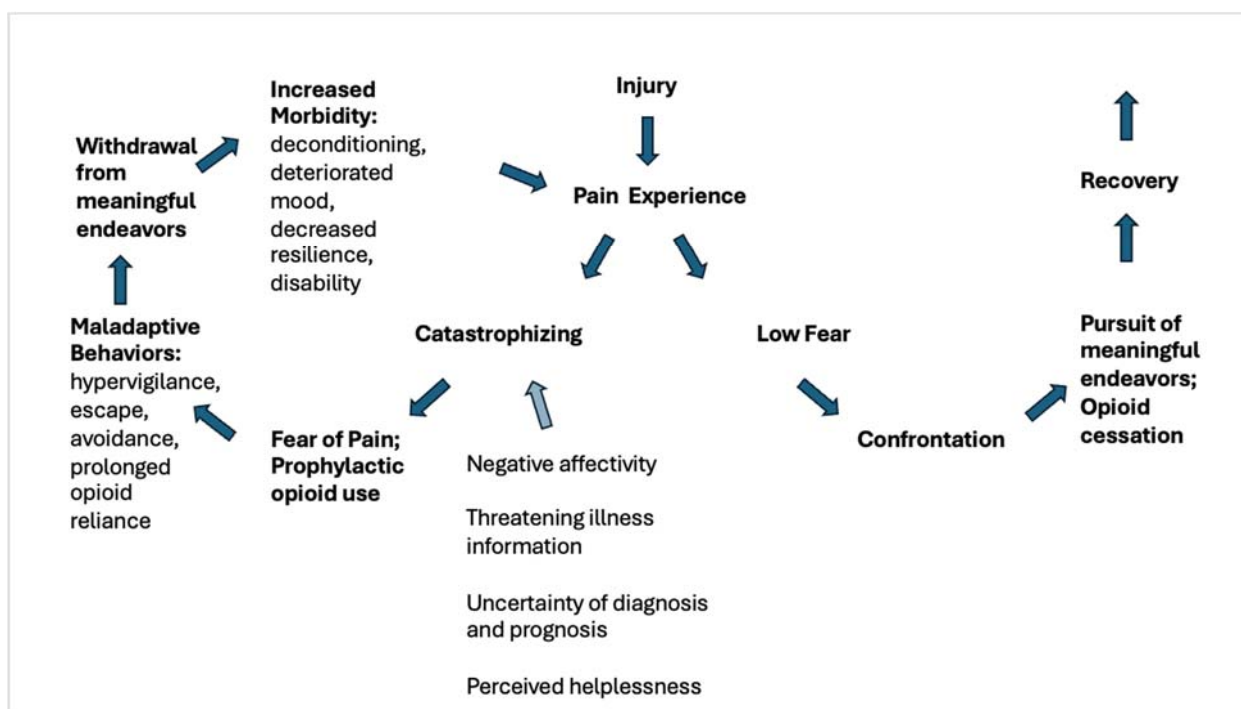 Injury
Pain Experience
Catastrophizing
Fear of Pain;
Prophylactic
opioid use
Maladaptive
Behaviors:
hypervigilance,
escape,
avoidance,
prolonged
opioid
reliance
Withdrawal
from
meaningful
endeavors
Increased
Morbidity:
deconditioning,
deteriorated
mood,
decreased
resilience,
disability
Negative affectivity
Threatening illness
information
Uncertainty of diagnosis
and prognosis
Perceived helplessness
Low Fear
Confrontation
Pursuit of
meaningful
endeavors;
Opioid
cessation
Recovery